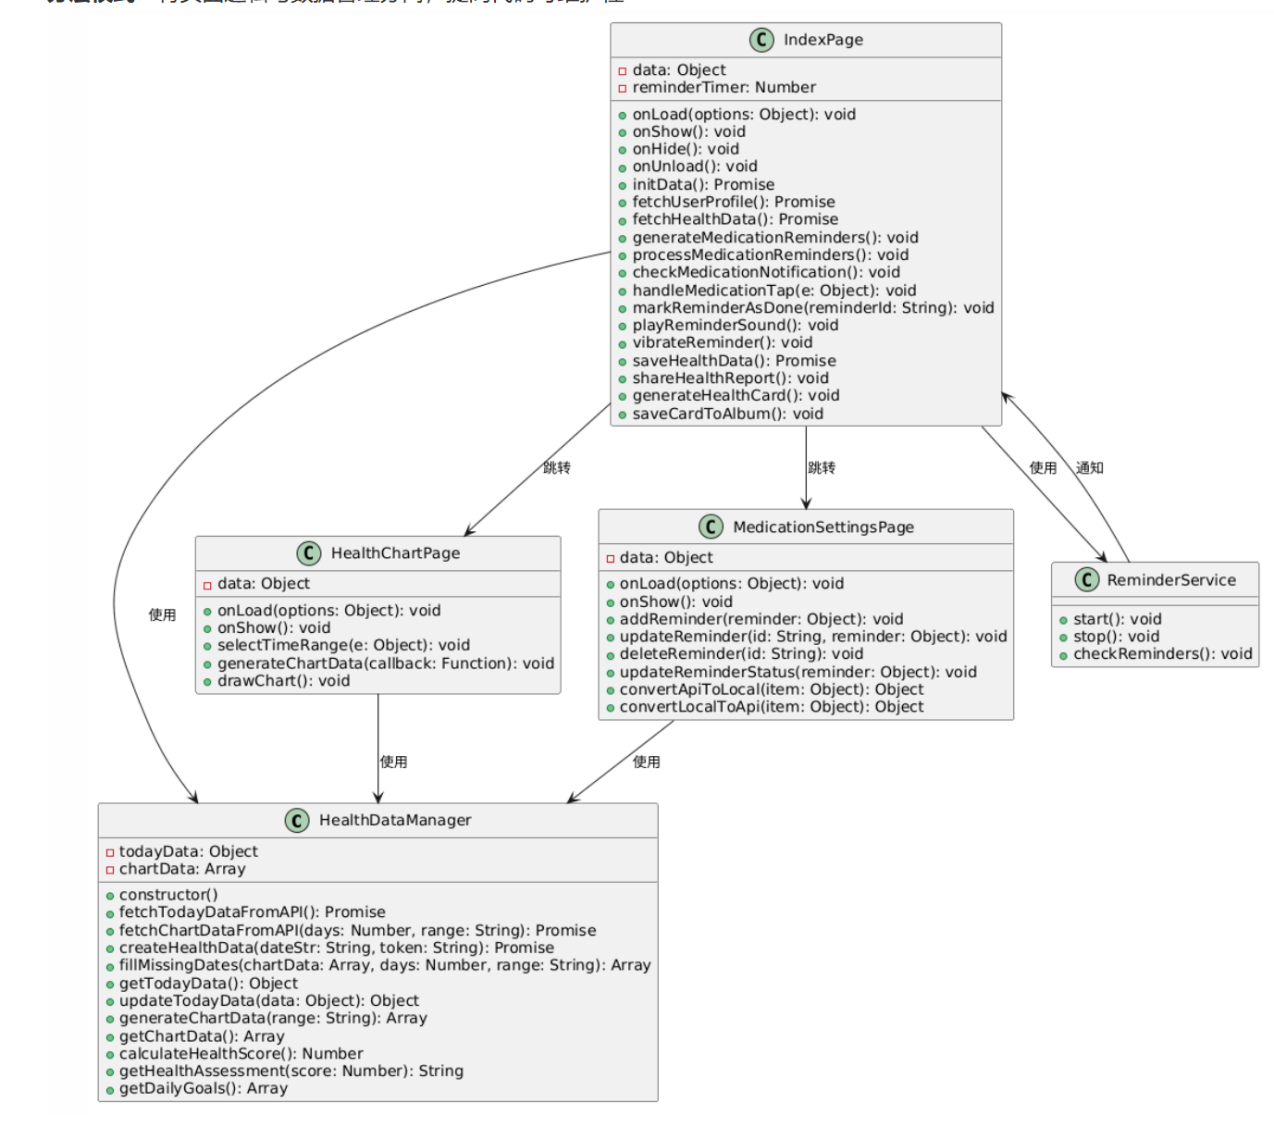 C IndexPage
data: Object
reminderTimer: Number
onLoad(options: Object): void
onShow(): void
onHide(): void
onUnload(): void
initData(): Promise
fetchUserProfile(): Promise
fetchHealthData(): Promise
generateMedicationReminders(): void
processMedicationReminders(): void
checkMedicationNotification(): void
handleMedicationTap(e: Object): void
markReminderAsDone(reminderId: String): void
playReminderSound(): void
vibrateReminder(): void
saveHealthData(): Promise
shareHealthReport(): void
generateHealthCard(): void
saveCardToAlbum(): void
跳转
跳转
使用
通知
C HealthChartPage
data: Object
onLoad(options: Object): void
onShow(): void
selectTimeRange(e: Object): void
generateChartData(callback: Function): void
drawChart(): void
C MedicationSettingsPage
data: Object
onLoad(options: Object): void
onShow(): void
addReminder(reminder: Object): void
updateReminder(id: String, reminder: Object): void
deleteReminder(id: String): void
updateReminderStatus(reminder: Object): void
convertApiToLocal(item: Object): Object
convertLocalToApi(item: Object): Object
C ReminderService
start(): void
stop(): void
checkReminders(): void
使用
使用
使用
C HealthDataManager
todayData: Object
chartData: Array
constructor()
fetchTodayDataFromAPI(): Promise
fetchChartDataFromAPI(days: Number, range: String): Promise
createHealthData(dateStr: String, token: String): Promise
fillMissingDates(chartData: Array, days: Number, range: String): Array
getTodayData(): Object
updateTodayData(data: Object): Object
generateChartData(range: String): Array
getChartData(): Array
calculateHealthScore(): Number
getHealthAssessment(score: Number): String
getDailyGoals(): Array